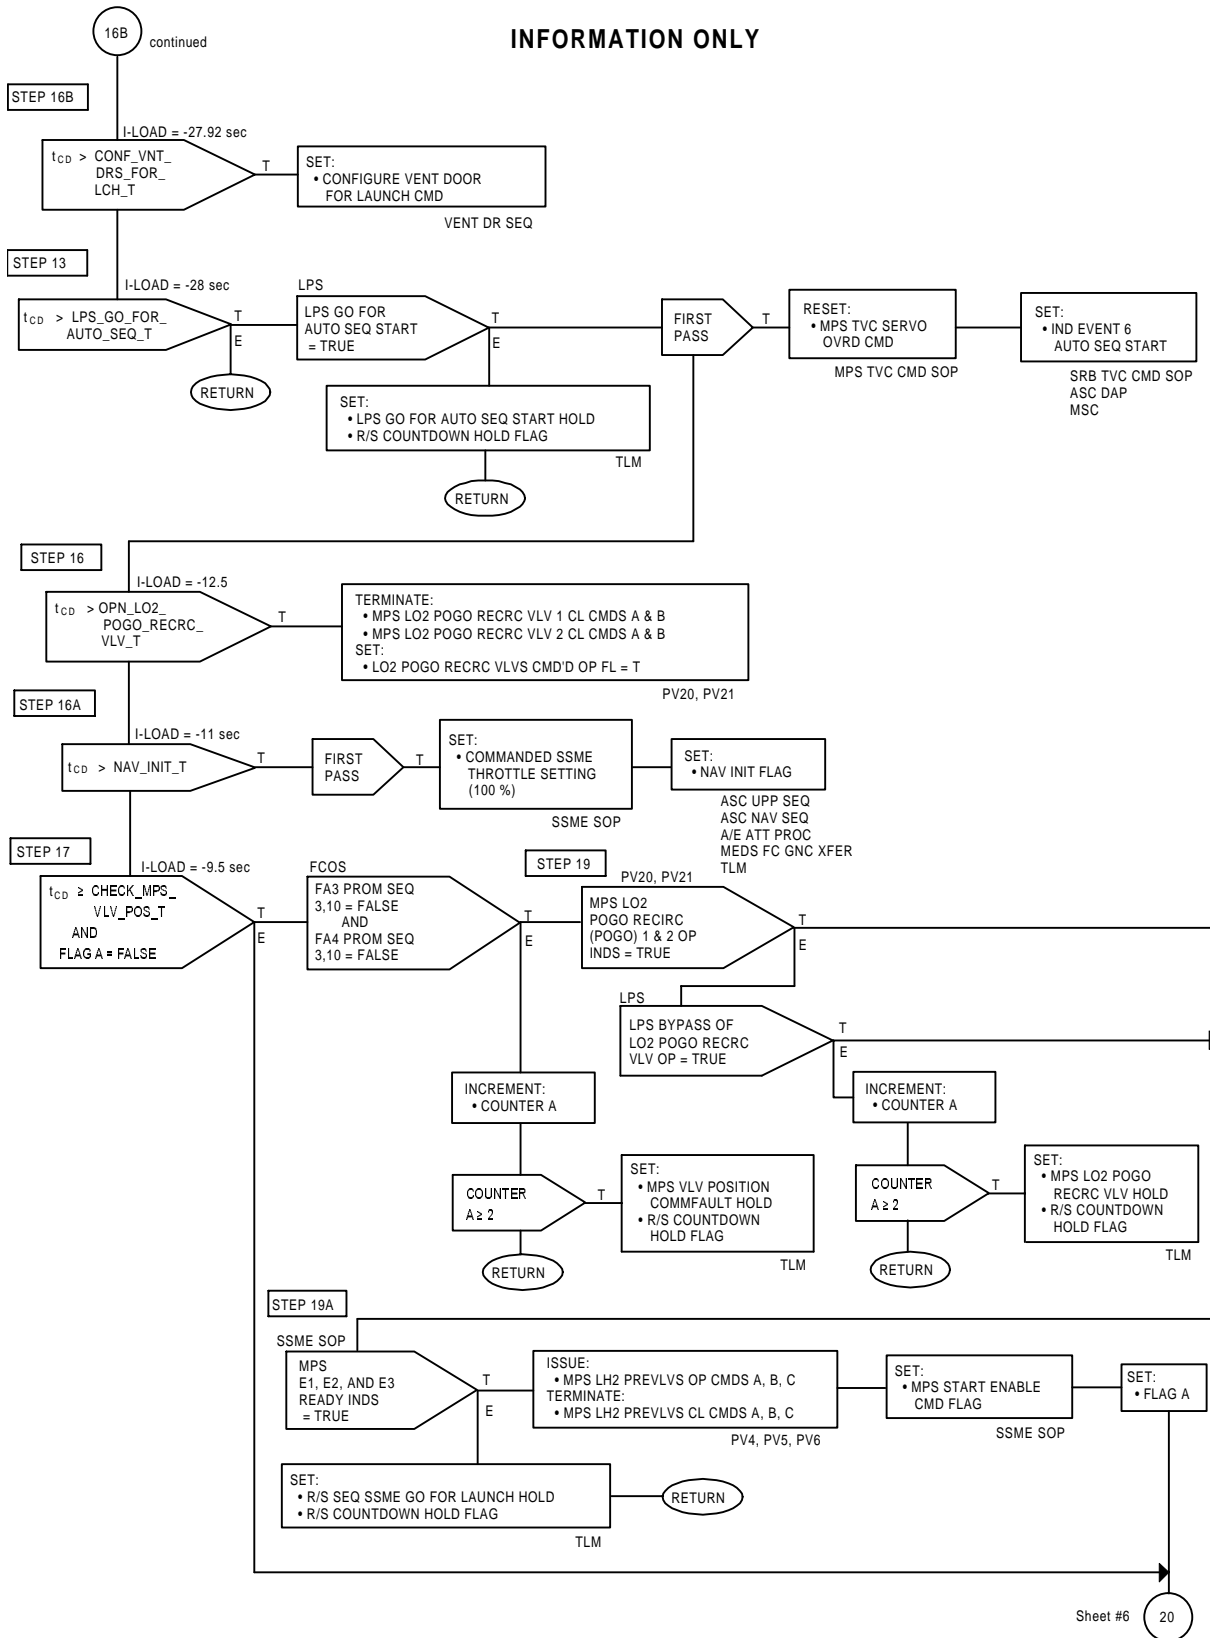 16B
continued
INFORMATION ONLY
STEP 16B
I-LOAD = -27.92 sec
tCD > CONF_VNT_
DRS_FOR_
LCH_T
T
SET:
• CONFIGURE VENT DOOR
FOR LAUNCH CMD
VENT DR SEQ
STEP 13
I-LOAD = -28 sec
tCD > LPS_GO_FOR_
AUTO_SEQ_T
T
E
RETURN
LPS
LPS GO FOR
AUTO SEQ START
= TRUE
T
E
SET:
• LPS GO FOR AUTO SEQ START HOLD
• R/S COUNTDOWN HOLD FLAG
TLM
RETURN
FIRST
PASS
T
RESET:
• MPS TVC SERVO
OVRD CMD
MPS TVC CMD SOP
SET:
• IND EVENT 6
AUTO SEQ START
SRB TVC CMD SOP
ASC DAP
MSC
STEP 16
I-LOAD = -12.5
tCD > OPN_LO2_
POGO_RECRC_
VLV_T
T
TERMINATE:
• MPS LO2 POGO RECRC VLV 1 CL CMDS A & B
• MPS LO2 POGO RECRC VLV 2 CL CMDS A & B
SET:
• LO2 POGO RECRC VLVS CMD'D OP FL = T
PV20, PV21
STEP 16A
I-LOAD = -11 sec
tCD > NAV_INIT_T
T
FIRST
PASS
T
SET:
• COMMANDED SSME
THROTTLE SETTING
(100 %)
SSME SOP
SET:
• NAV INIT FLAG
ASC UPP SEQ
ASC NAV SEQ
A/E ATT PROC
MEDS FC GNC XFER
TLM
STEP 17
I-LOAD = -9.5 sec
tCD ≥ CHECK_MPS_
VLV_POS_T
AND
FLAG A = FALSE
T
E
FCOS
FA3 PROM SEQ
3,10 = FALSE
AND
FA4 PROM SEQ
3,10 = FALSE
T
E
STEP 19
PV20, PV21
MPS LO2
POGO RECIRC
(POGO) 1 & 2 OP
INDS = TRUE
T
E
LPS
LPS BYPASS OF
LO2 POGO RECRC
VLV OP = TRUE
T
E
INCREMENT:
• COUNTER A
COUNTER
A ≥ 2
T
SET:
• MPS VLV POSITION
COMMFAULT HOLD
• R/S COUNTDOWN
HOLD FLAG
TLM
RETURN
INCREMENT:
• COUNTER A
COUNTER
A ≥ 2
T
SET:
• MPS LO2 POGO
RECRC VLV HOLD
• R/S COUNTDOWN
HOLD FLAG
TLM
RETURN
STEP 19A
SSME SOP
MPS
E1, E2, AND E3
READY INDS
= TRUE
T
E
ISSUE:
• MPS LH2 PREVLVS OP CMDS A, B, C
TERMINATE:
• MPS LH2 PREVLVS CL CMDS A, B, C
PV4, PV5, PV6
SET:
• MPS START ENABLE
CMD FLAG
SSME SOP
SET:
• FLAG A
SET:
• R/S SEQ SSME GO FOR LAUNCH HOLD
• R/S COUNTDOWN HOLD FLAG
TLM
RETURN
Sheet #6
20